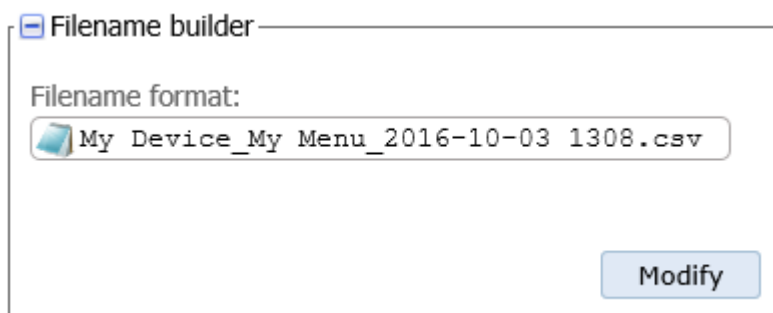 Filename builder
Filename format:
My Device_My Menu_2016-10-03 1308.csv
Modify